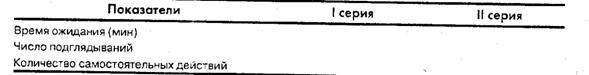 Показатели I серия II серия
Время ожидания (мин)
Число подглядываний
Количество самостоятельных действий